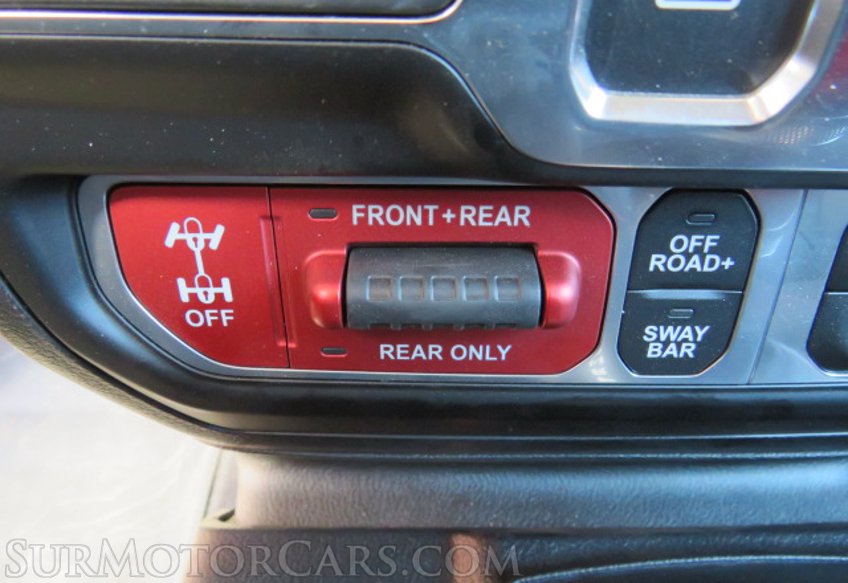 FRONT+REAR
OFF
REAR ONLY
OFF
ROAD+
SWAY
BAR
SURMOTORCARS.COM